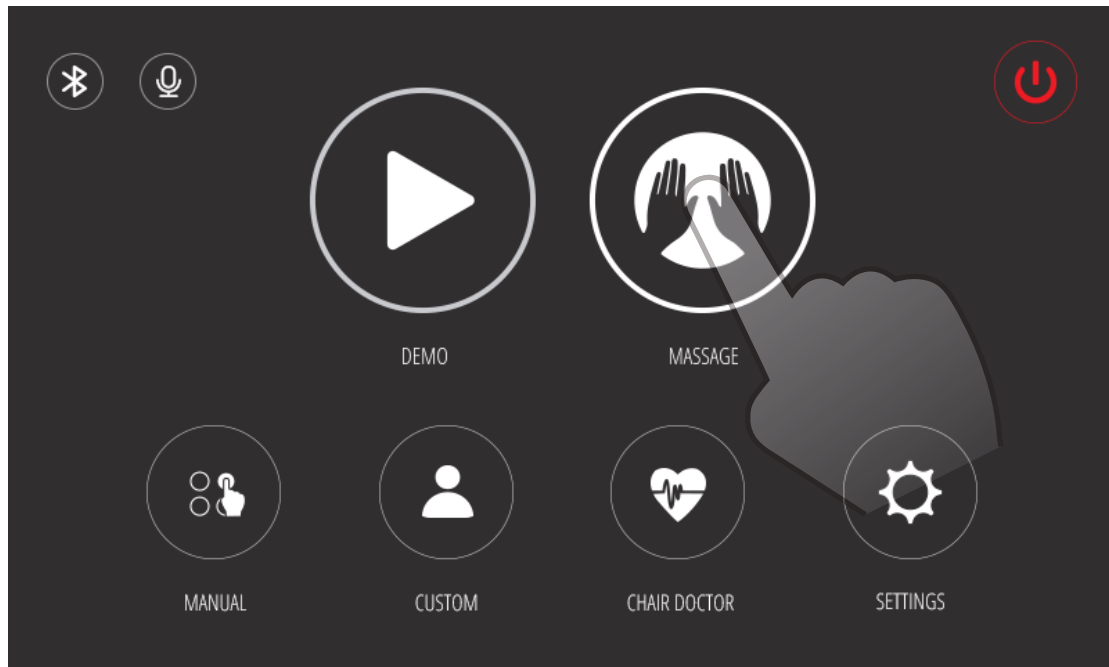 DEMO
MASSAGE
MANUAL
CUSTOM
CHAIR DOCTOR
SETTINGS